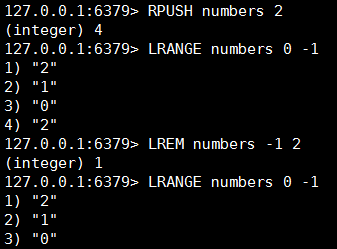 127.0.0.1:6379> RPUSH numbers 2
(integer) 4
127.0.0.1:6379> LRANGE numbers 0 -1
1) "2"
2) "1"
3) "0"
4) "2"
127.0.0.1:6379> LREM numbers -1 2
(integer) 1
127.0.0.1:6379> LRANGE numbers 0 -1
1) "2"
2) "1"
3) "0"